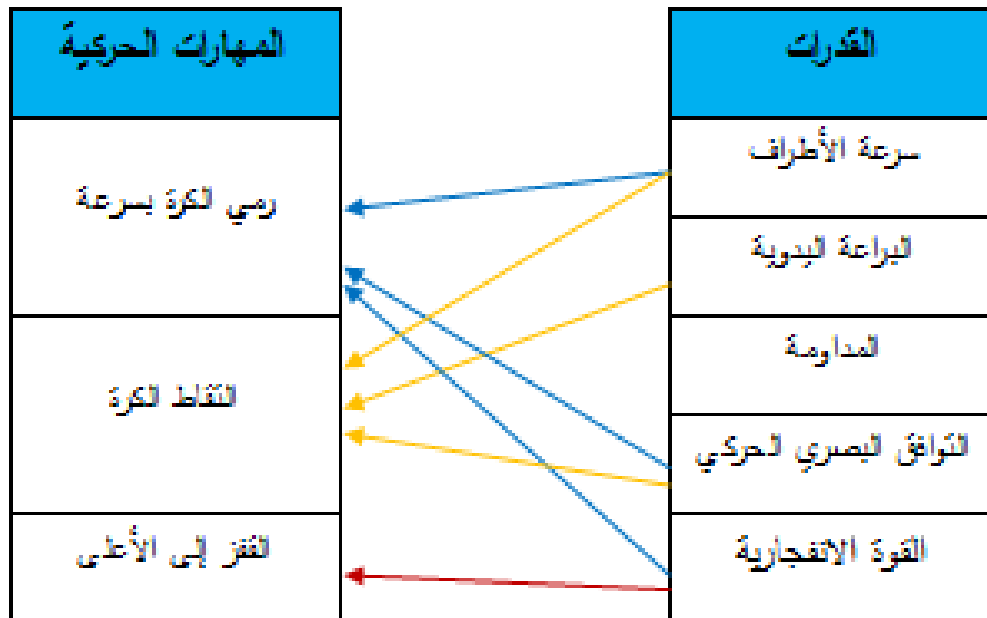 القدرات
سرعة الأطراف
البراعة اليدوية
المداومة
التوافق البصري الحركي
القوة الانفجارية
المهارات الحركية
رمي الكرة بسرعة
التقاط الكرة
القفز إلى الأعلى